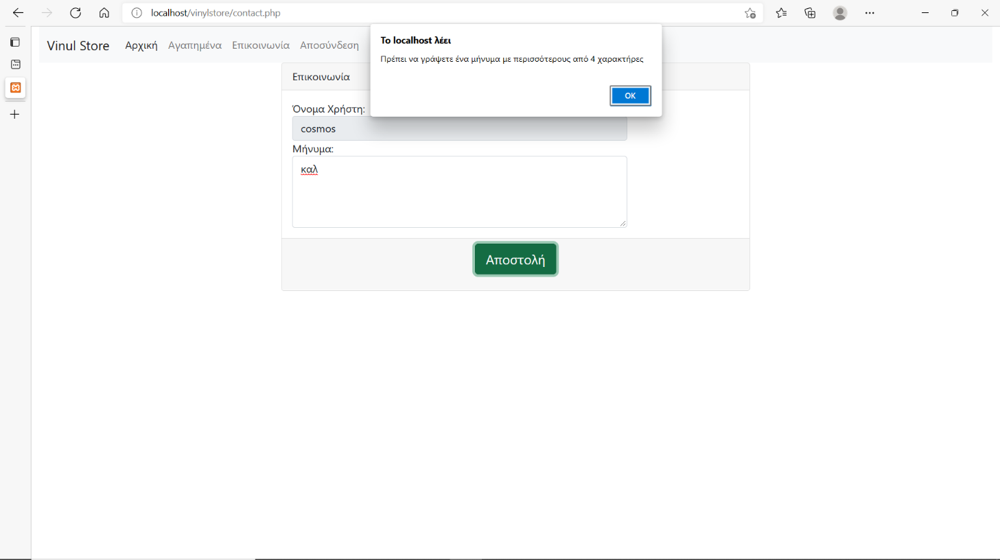 localhost/vinylstore/contact.php
Το localhost λέει
Πρέπει να γράψετε ένα μήνυμα με περισσότερους από 4 χαρακτήρες
OK
Vinul Store Αρχική Αγαπημένα Επικοινωνία Αποσύνδεση
Επικοινωνία
Όνομα Χρήστη:
cosmos
Μήνυμα:
καλ
Αποστολή